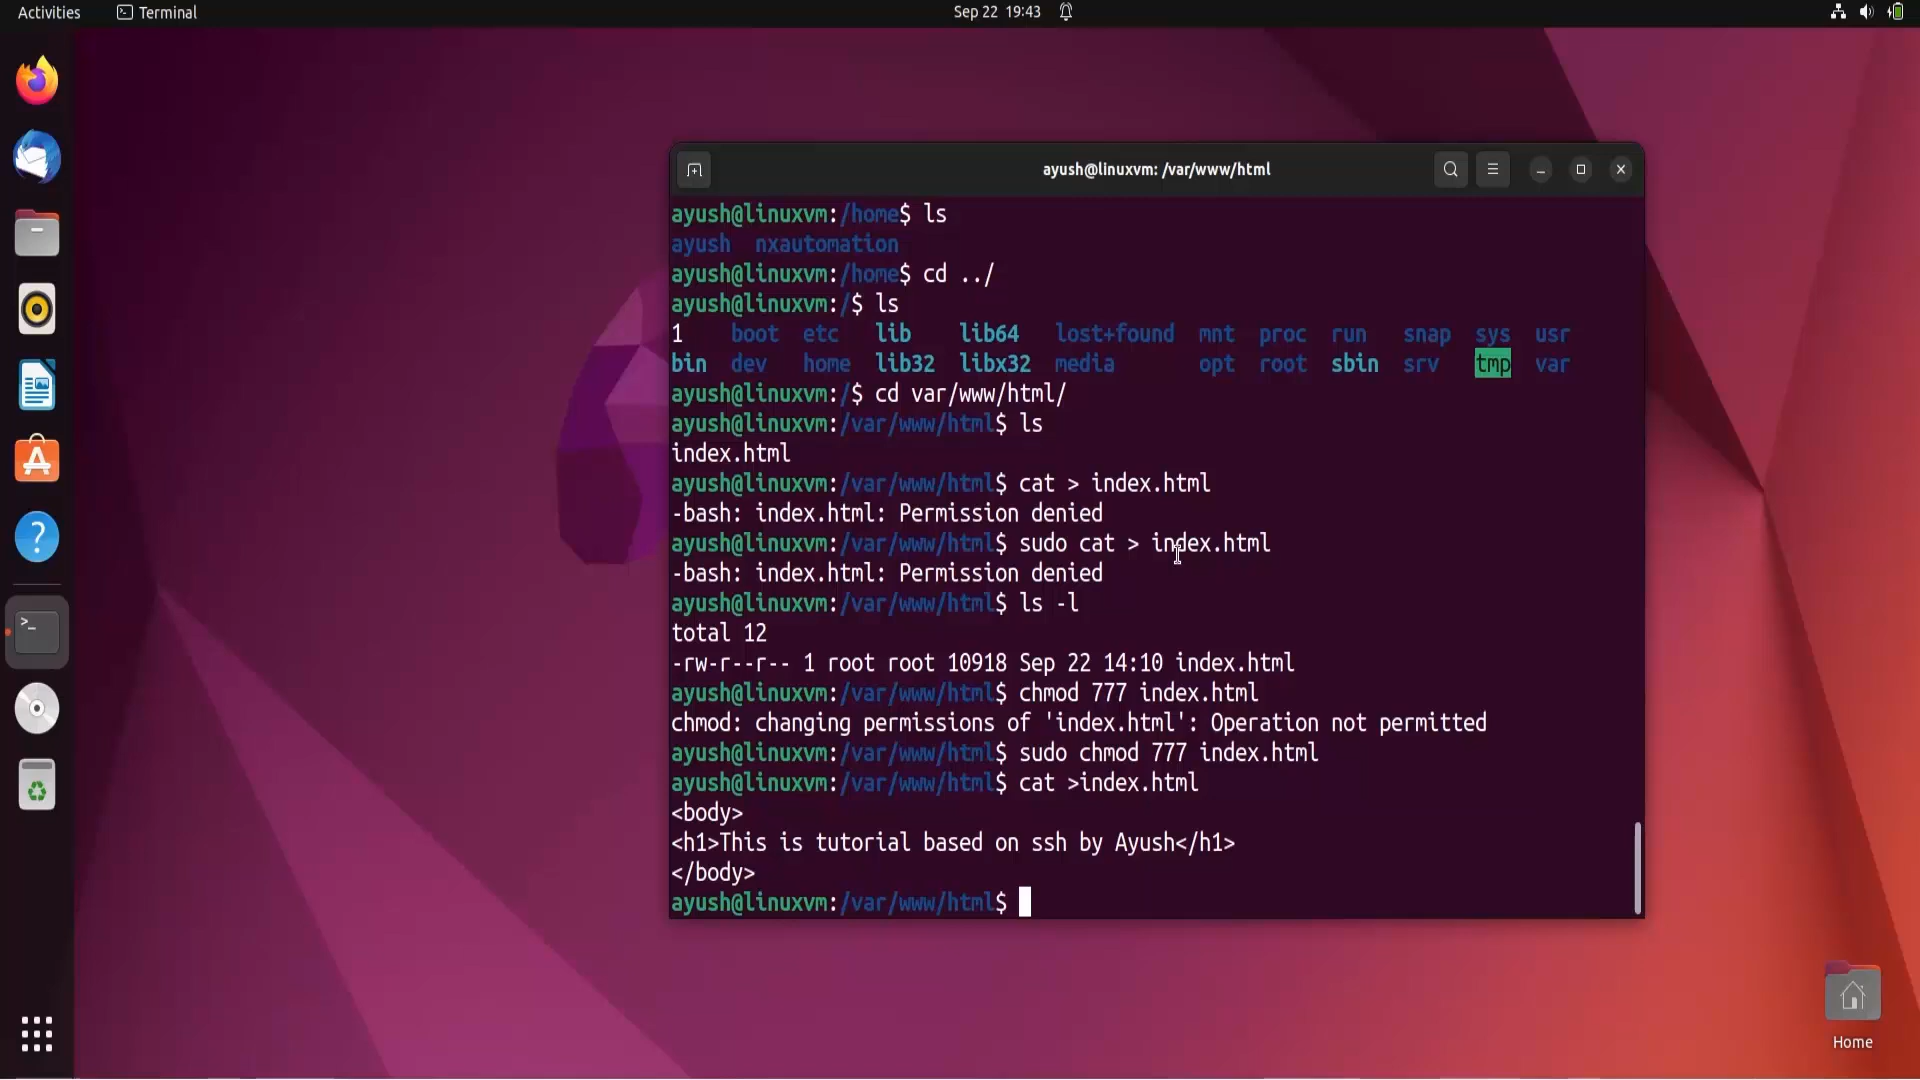 Activities Terminal Sep 22 19:43
ayush@linuxvm: /var/www/html
ayush@linuxvm:/home$ ls
ayush nxautomation
ayush@linuxvm:/home$ cd ../
ayush@linuxvm:/$ ls
1 boot etc lib lib64 lost+found mnt proc run snap sys usr
bin dev home lib32 libx32 media opt root sbin srv tmp var
ayush@linuxvm:/$ cd var/www/html/
ayush@linuxvm:/var/www/html$ ls
index.html
ayush@linuxvm:/var/www/html$ cat > index.html
-bash: index.html: Permission denied
ayush@linuxvm:/var/www/html$ sudo cat > index.html
-bash: index.html: Permission denied
ayush@linuxvm:/var/www/html$ ls -l
total 12
-rw-r--r-- 1 root root 10918 Sep 22 14:10 index.html
ayush@linuxvm:/var/www/html$ chmod 777 index.html
chmod: changing permissions of 'index.html': Operation not permitted
ayush@linuxvm:/var/www/html$ sudo chmod 777 index.html
ayush@linuxvm:/var/www/html$ cat >index.html
<body>
<h1>This is tutorial based on ssh by Ayush</h1>
</body>
ayush@linuxvm:/var/www/html$
Home